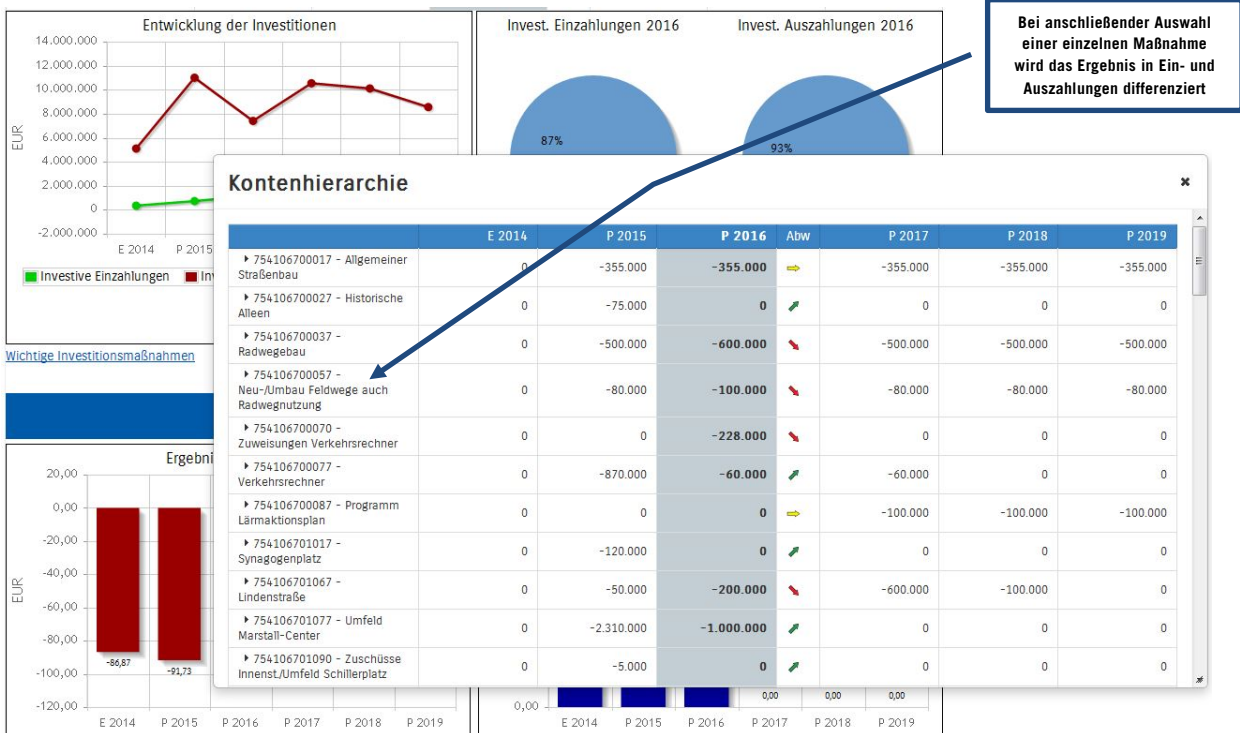 Entwicklung der Investitionen
14.000.000
12.000.000
10.000.000
8.000.000
6.000.000
4.000.000
2.000.000
0
-2.000.000
EUR
E 2014 P 2015
Investive Einzahlungen
Wichtige Investitionsmaßnahmen
Invest. Einzahlungen 2016 Invest. Auszahlungen 2016
87% 93%
Bei anschließender Auswahl
einer einzelnen Maßnahme
wird das Ergebnis in Ein- und
Auszahlungen differenziert
Kontenhierarchie
E 2014 P 2015 P 2016 Abw P 2017 P 2018 P 2019
754106700017 - Allgemeiner
Straßenbau
0 -355.000 -355.000 -355.000 -355.000 -355.000
754106700027 - Historische
Alleen
0 -75.000 0 0 0 0
754106700037 -
Radwegebau
0 -500.000 -600.000 -500.000 -500.000 -500.000
754106700057 -
Neu-/Umbau Feldwege auch
Radwegnutzung
0 -80.000 -100.000 -80.000 -80.000 -80.000
754106700070 -
Zuweisungen Verkehrsrechner
0 0 -228.000 0 0 0
754106700077 -
Verkehrsrechner
0 -870.000 -60.000 -60.000 0 0
754106700087 - Programm
Lärmaktionsplan
0 0 0 -100.000 -100.000 -100.000
754106701017 -
Synagogenplatz
0 -120.000 0 0 0 0
754106701067 -
Lindenstraße
0 -50.000 -200.000 -600.000 -100.000 0
754106701077 - Umfeld
Marstall-Center
0 -2.310.000 -1.000.000 0 0 0
754106701090 - Zuschüsse
Innenst./Umfeld Schillerplatz
0 -5.000 0 0 0 0
Ergebni
20,00
0,00
-20,00
-40,00
-60,00
-80,00
-100,00
-120,00
EUR
-86,87
-91,73
E 2014 P 2015 P 2016 P 2017 P 2018 P 2019
0,00
0,00 0,00 0,00
E 2014 P 2015 P 2016 P 2017 P 2018 P 2019